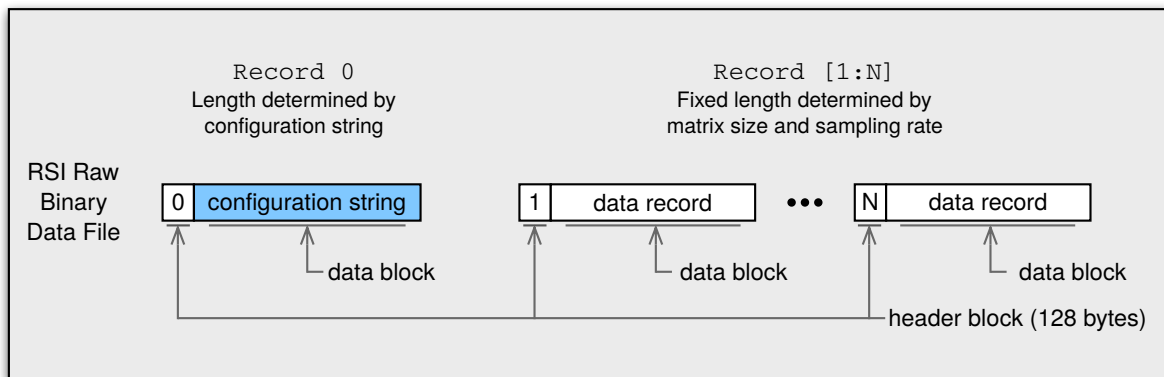 Record 0
Length determined by
configuration string
Record [1:N]
Fixed length determined by
matrix size and sampling rate
RSI Raw
Binary
Data File
0 configuration string
1 data record ••• N data record
data block
data block
data block
header block (128 bytes)